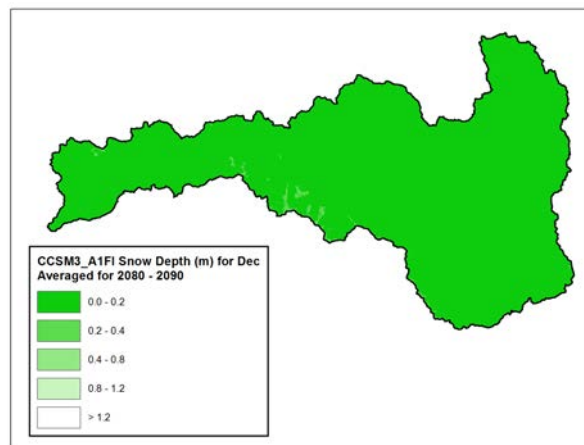 CCSM3_A1FI Snow Depth (m) for Dec
Averaged for 2080 - 2090
0.0 - 0.2
0.2 - 0.4
0.4 - 0.8
0.8 - 1.2
> 1.2